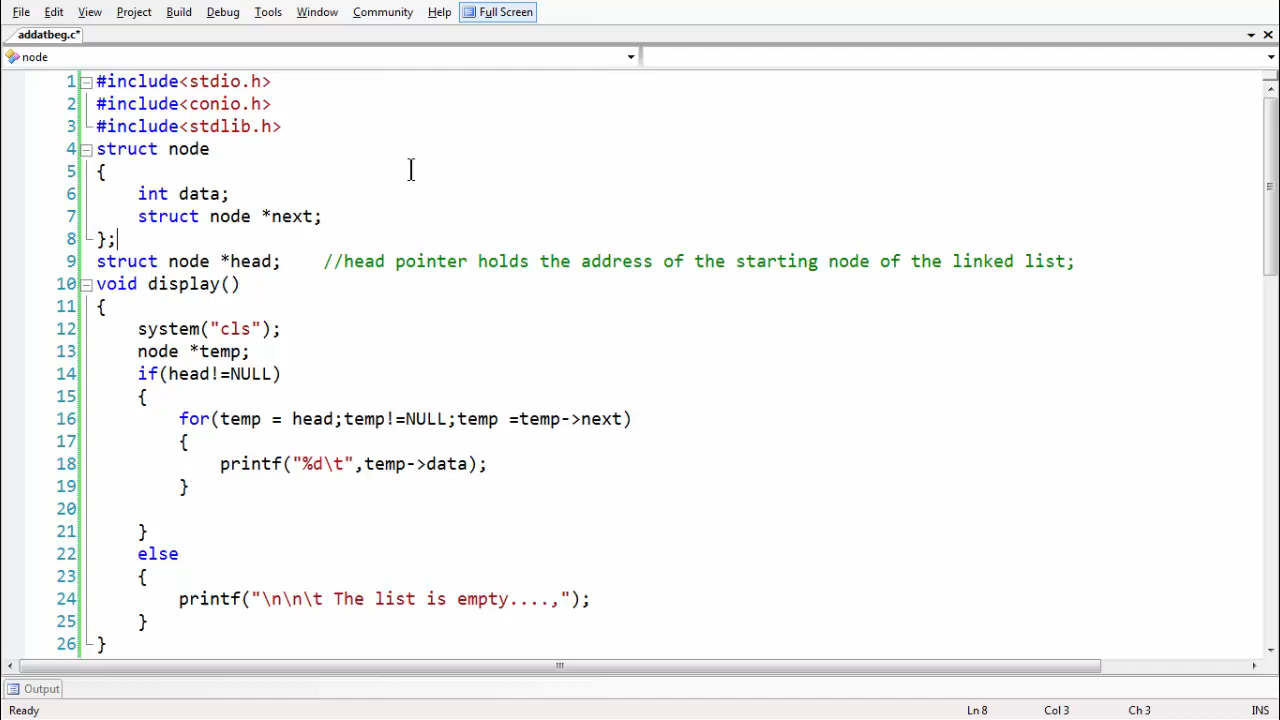 File Edit View Project Build Debug Tools Window Community Help Full Screen
addatbeg.c*
node
1 #include<stdio.h>
2 #include<conio.h>
3 #include<stdlib.h>
4 struct node
5 {
6 int data;
7 struct node *next;
8 };
9 struct node *head; //head pointer holds the address of the starting node of the linked list;
10 void display()
11 {
12 system("cls");
13 node *temp;
14 if(head!=NULL)
15 {
16 for(temp = head;temp!=NULL;temp =temp->next)
17 {
18 printf("%d\t",temp->data);
19 }
20
21 }
22 else
23 {
24 printf("\n\n\t The list is empty....,");
25 }
26 }
Output
Ready Ln 8 Col 3 Ch 3 INS